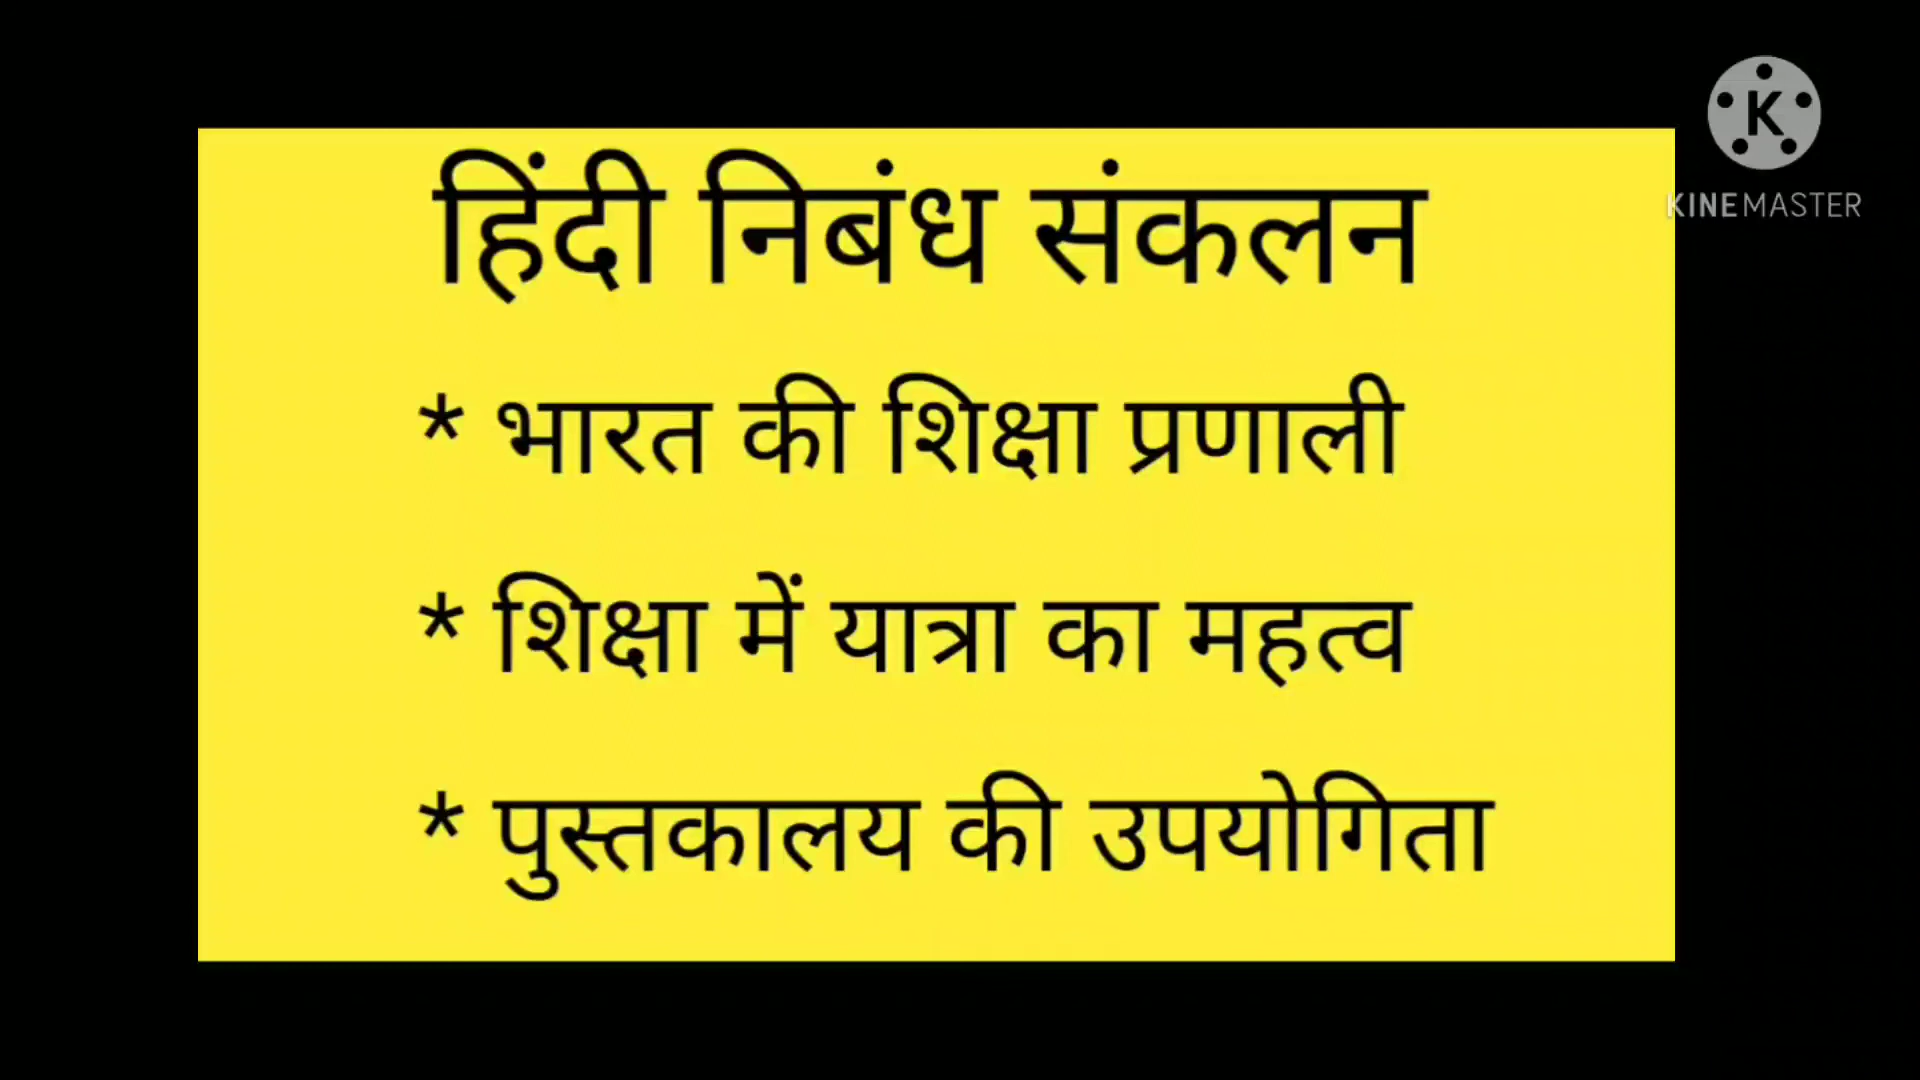 हिंदी निबंध संकलन
* भारत की शिक्षा प्रणाली
* शिक्षा में यात्रा का महत्व
* पुस्तकालय की उपयोगिता
K
KINEMASTER